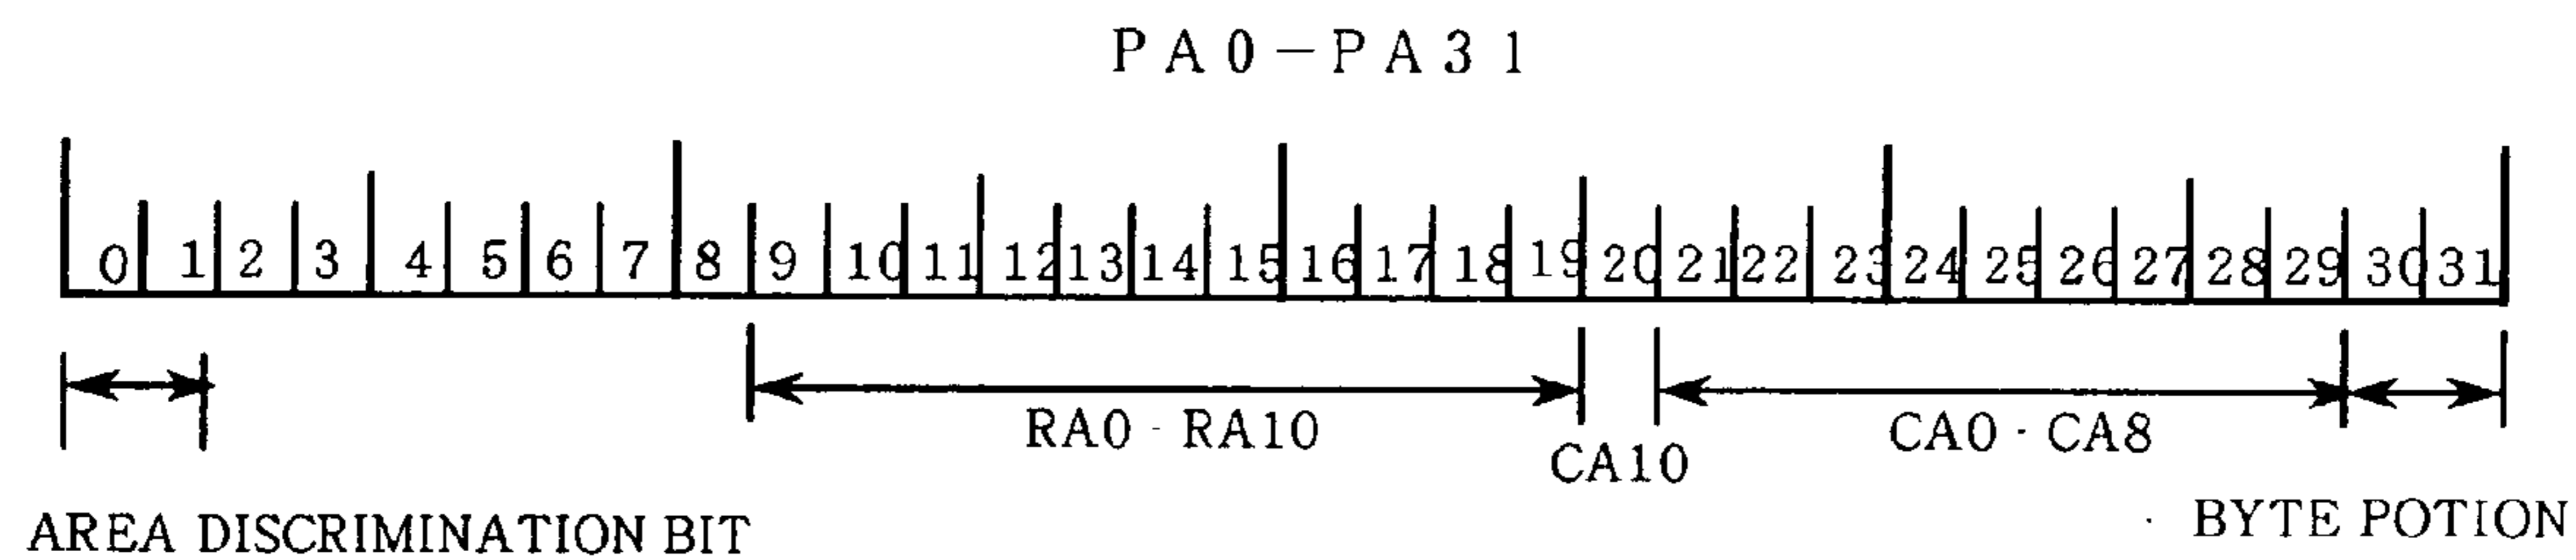 PA0-PA31
0 1 2 3 4 5 6 7 8 9 10 11 12 13 14 15 16 17 18 19 20 21 22 23 24 25 26 27 28 29 30 31
RA0 - RA10
CA10
CA0 - CA8
AREA DISCRIMINATION BIT
BYTE POTION